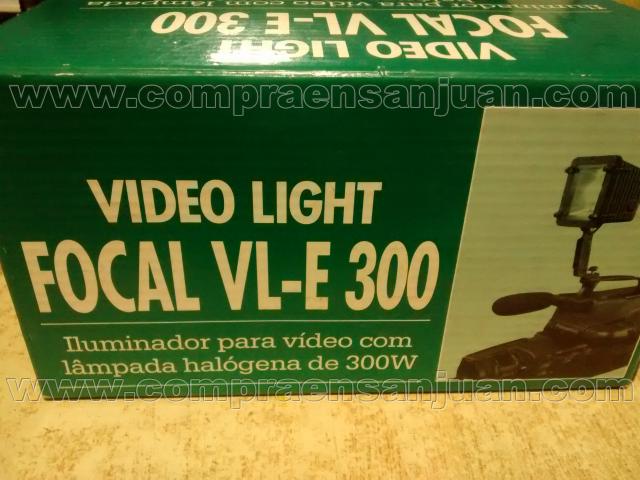 Iluminador para vídeo com lâmpada
FOCAL VL-E 300
VIDEO LIGHT
www.compraensanjuan.com
VIDEO LIGHT
FOCAL VL-E 300
Iluminador para vídeo com
lâmpada halógena de 300W
www.compraensanjuan.com